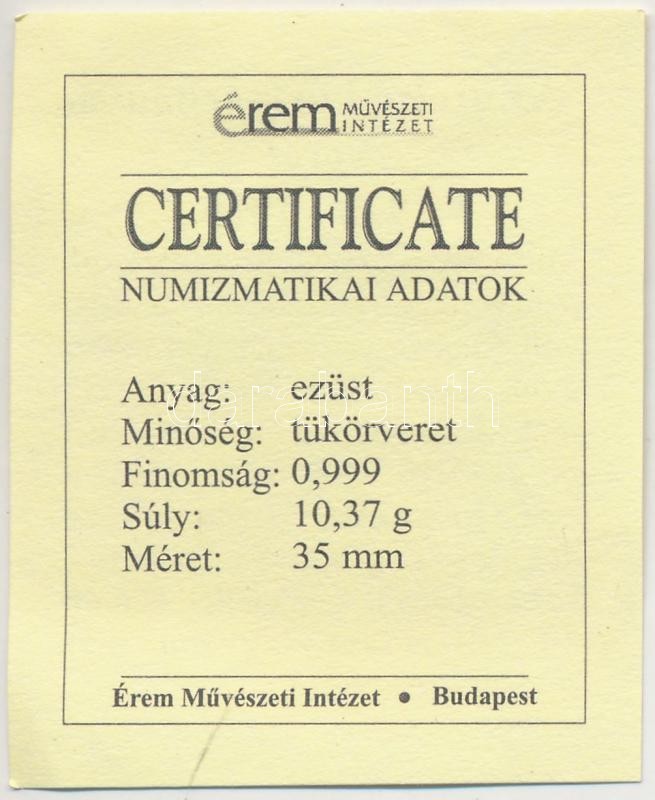 érem MŰVÉSZETI
INTÉZET
CERTIFICATE
NUMIZMATIKAI ADATOK
Anyag: ezüst
Minőség: tükörveret
Finomság: 0,999
Súly: 10,37 g
Méret: 35 mm
Érem Művészeti Intézet • Budapest
darabanth